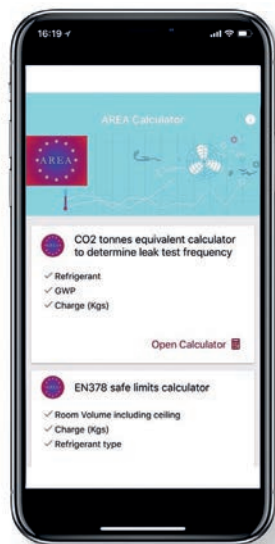 16:19
AREA Calculator
AREA
CO2 tonnes equivalent calculator
to determine leak test frequency
✓ Refrigerant
✓ GWP
✓ Charge (Kgs)
Open Calculator
EN378 safe limits calculator
✓ Room Volume including ceiling
✓ Charge (Kgs)
✓ Refrigerant type